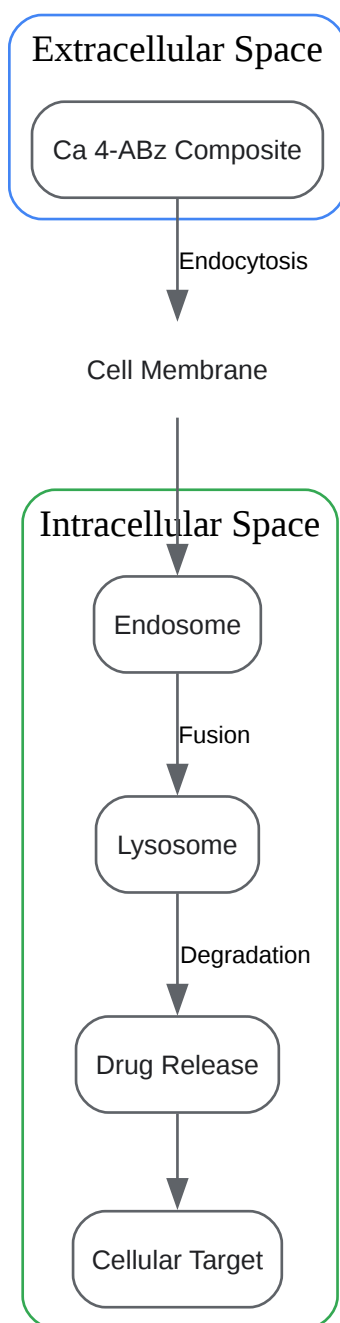 Extracellular Space
Ca 4-ABz Composite
Endocytosis
Cell Membrane
Intracellular Space
Endosome
Fusion
Lysosome
Degradation
Drug Release
Cellular Target